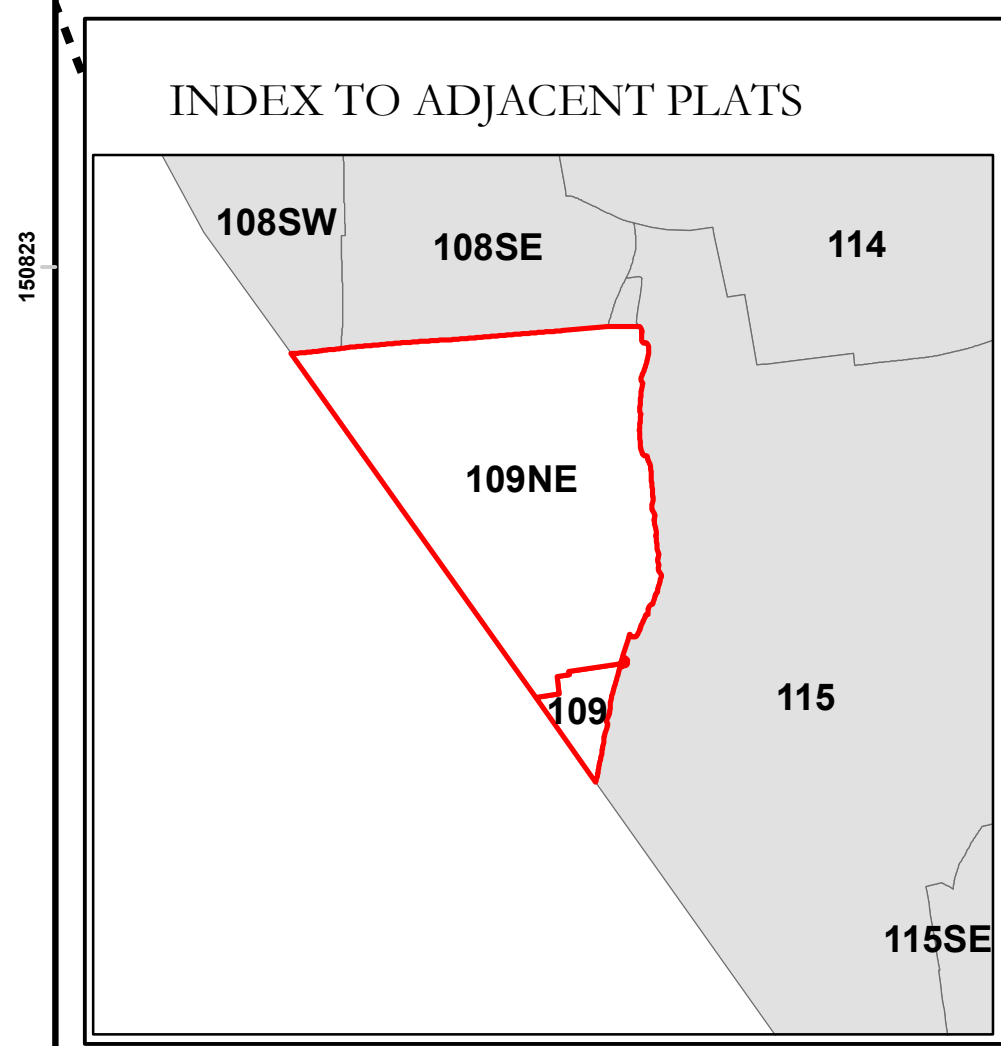 INDEX TO ADJACENT PLATS
150823
108SW
108SE
114
109NE
109
115
115SE